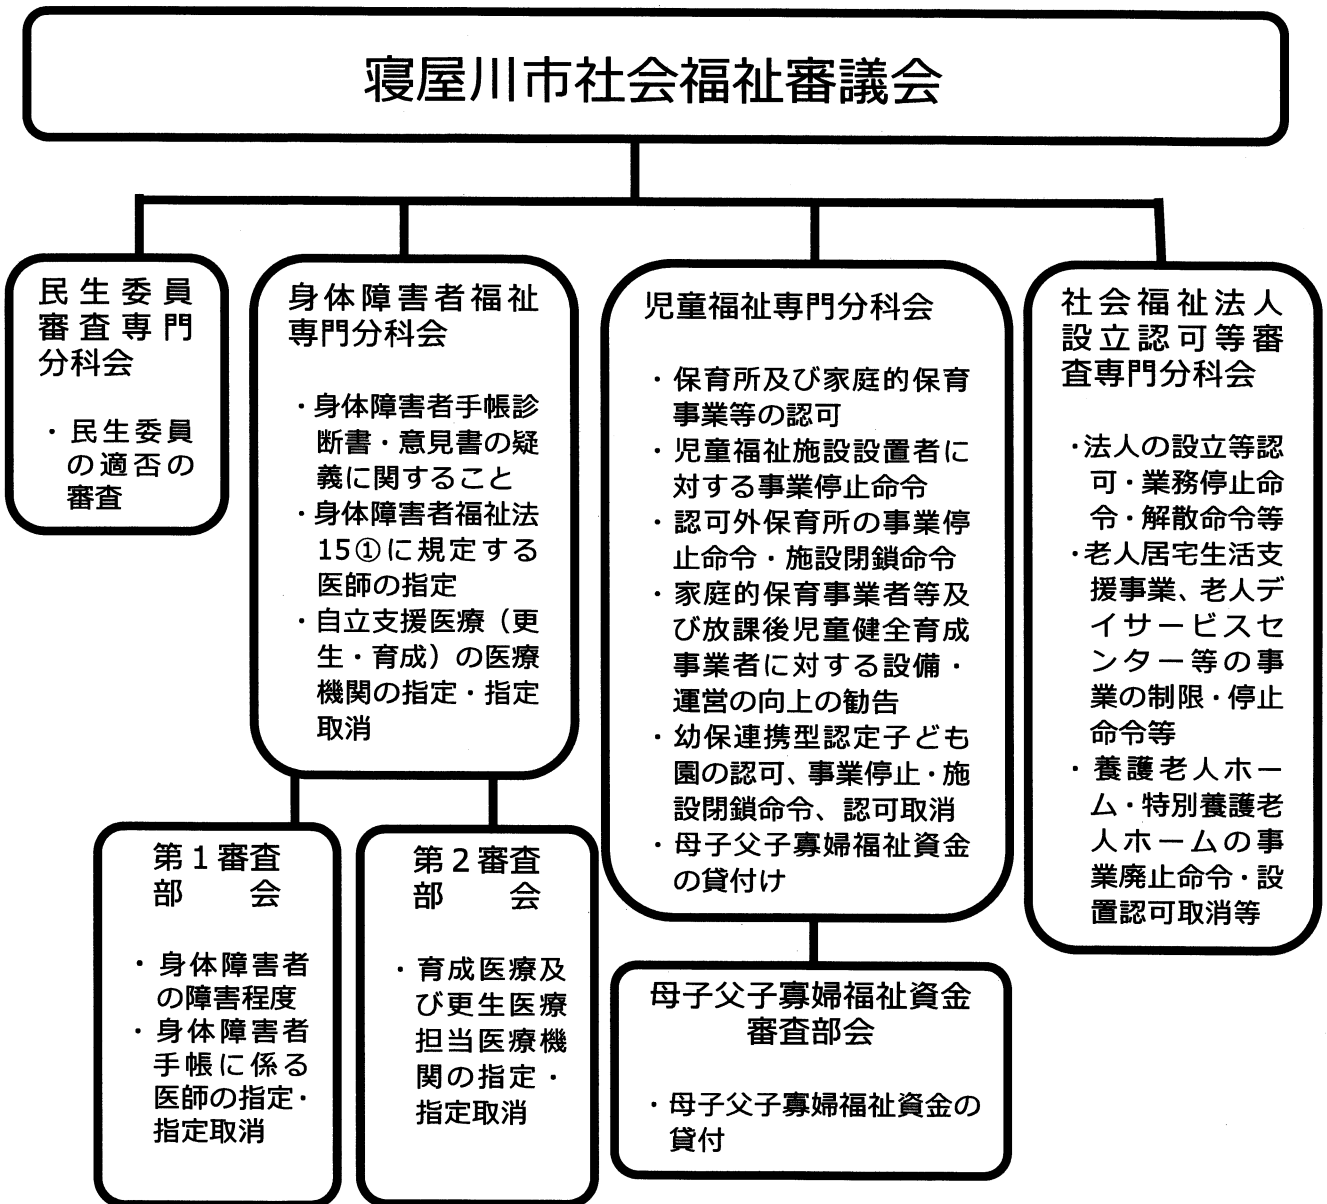 寝屋川市社会福祉審議会
民生委員
審査専門
分科会
・民生委員
の適否の
審査
身体障害者福祉
専門分科会
・身体障害者手帳診
断書・意見書の疑
義に関すること
・身体障害者福祉法
15①に規定する
医師の指定
・自立支援医療（更
生・育成）の医療
機関の指定・指定
取消
児童福祉専門分科会
・保育所及び家庭的保育
事業等の認可
・児童福祉施設設置者に
対する事業停止命令
・認可外保育所の事業停
止命令・施設閉鎖命令
・家庭的保育事業者等及
び放課後児童健全育成
事業者に対する設備・
運営の向上の勧告
・幼保連携型認定子ども
園の認可、事業停止・施
設閉鎖命令、認可取消
・母子父子寡婦福祉資金
の貸付け
社会福祉法人
設立認可等審
査専門分科会
・法人の設立等認
可・業務停止命
令・解散命令等
・老人居宅生活支
援事業、老人デ
イサービスセ
ンター等の事
業の制限・停止
命令等
・養護老人ホー
ム・特別養護老
人ホームの事
業廃止命令・設
置認可取消等
第１審査
部会
・身体障害者
の障害程度
・身体障害者
手帳に係る
医師の指定・
指定取消
第２審査
部会
・育成医療及
び更生医療
担当医療機
関の指定・
指定取消
母子父子寡婦福祉資金
審査部会
・母子父子寡婦福祉資金の
貸付